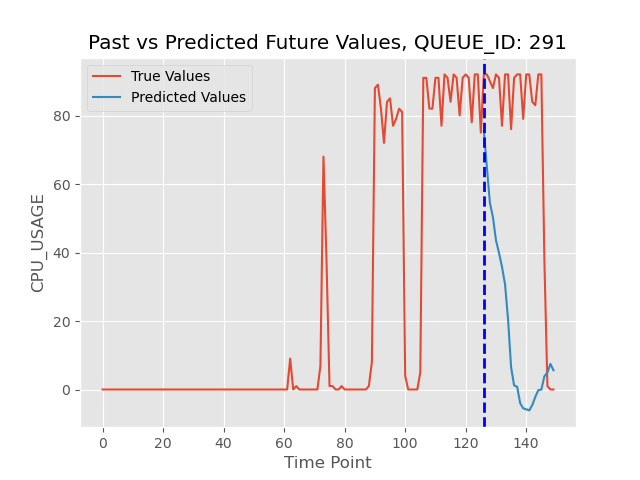 Past vs Predicted Future Values, QUEUE_ID: 291
True Values
Predicted Values
CPU_USAGE
80
60
40
20
0
0 20 40 60 80 100 120 140
Time Point